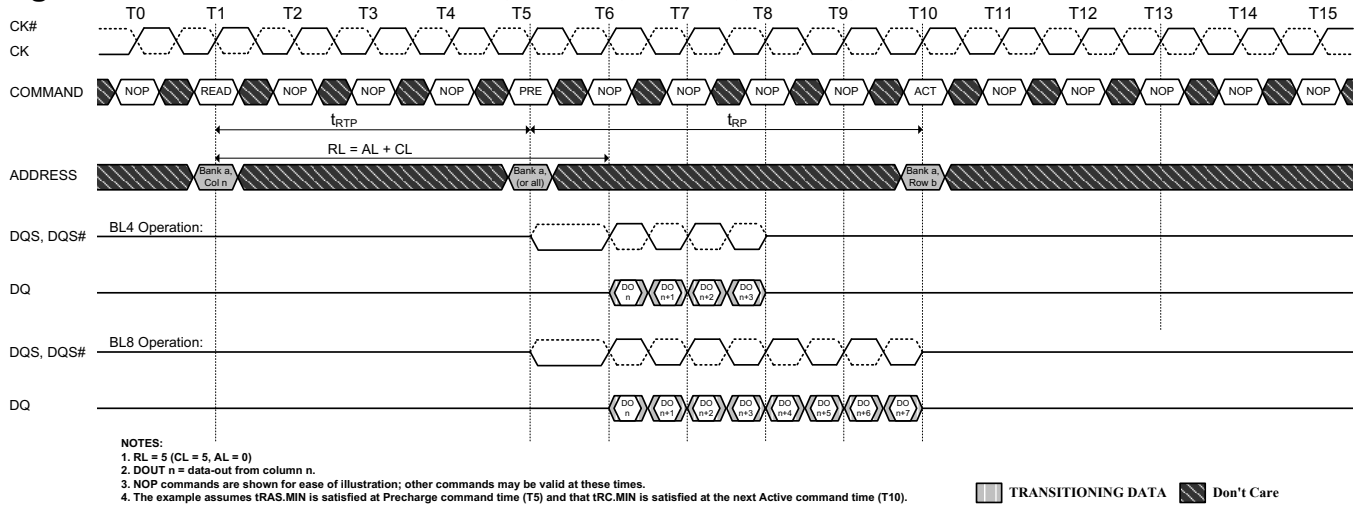 T0 T1 T2 T3 T4 T5 T6 T7 T8 T9 T10 T11 T12 T13 T14 T15
CK#
CK
COMMAND NOP READ NOP NOP NOP PRE NOP NOP NOP NOP ACT NOP NOP NOP NOP NOP
tRTP tRP
RL = AL + CL
ADDRESS
Bank a, Bank a, Bank a,
Col n (or all) Row b
BL4 Operation:
DQS, DQS#
DQ
DO DO DO DO
n n+1 n+2 n+3
BL8 Operation:
DQS, DQS#
DQ
DO DO DO DO DO DO DO DO
n n+1 n+2 n+3 n+4 n+5 n+6 n+7
NOTES:
1. RL = 5 (CL = 5, AL = 0)
2. DOUT n = data-out from column n.
3. NOP commands are shown for ease of illustration; other commands may be valid at these times.
4. The example assumes tRAS.MIN is satisfied at Precharge command time (T5) and that tRC.MIN is satisfied at the next Active command time (T10).
TRANSITIONING DATA Don't Care